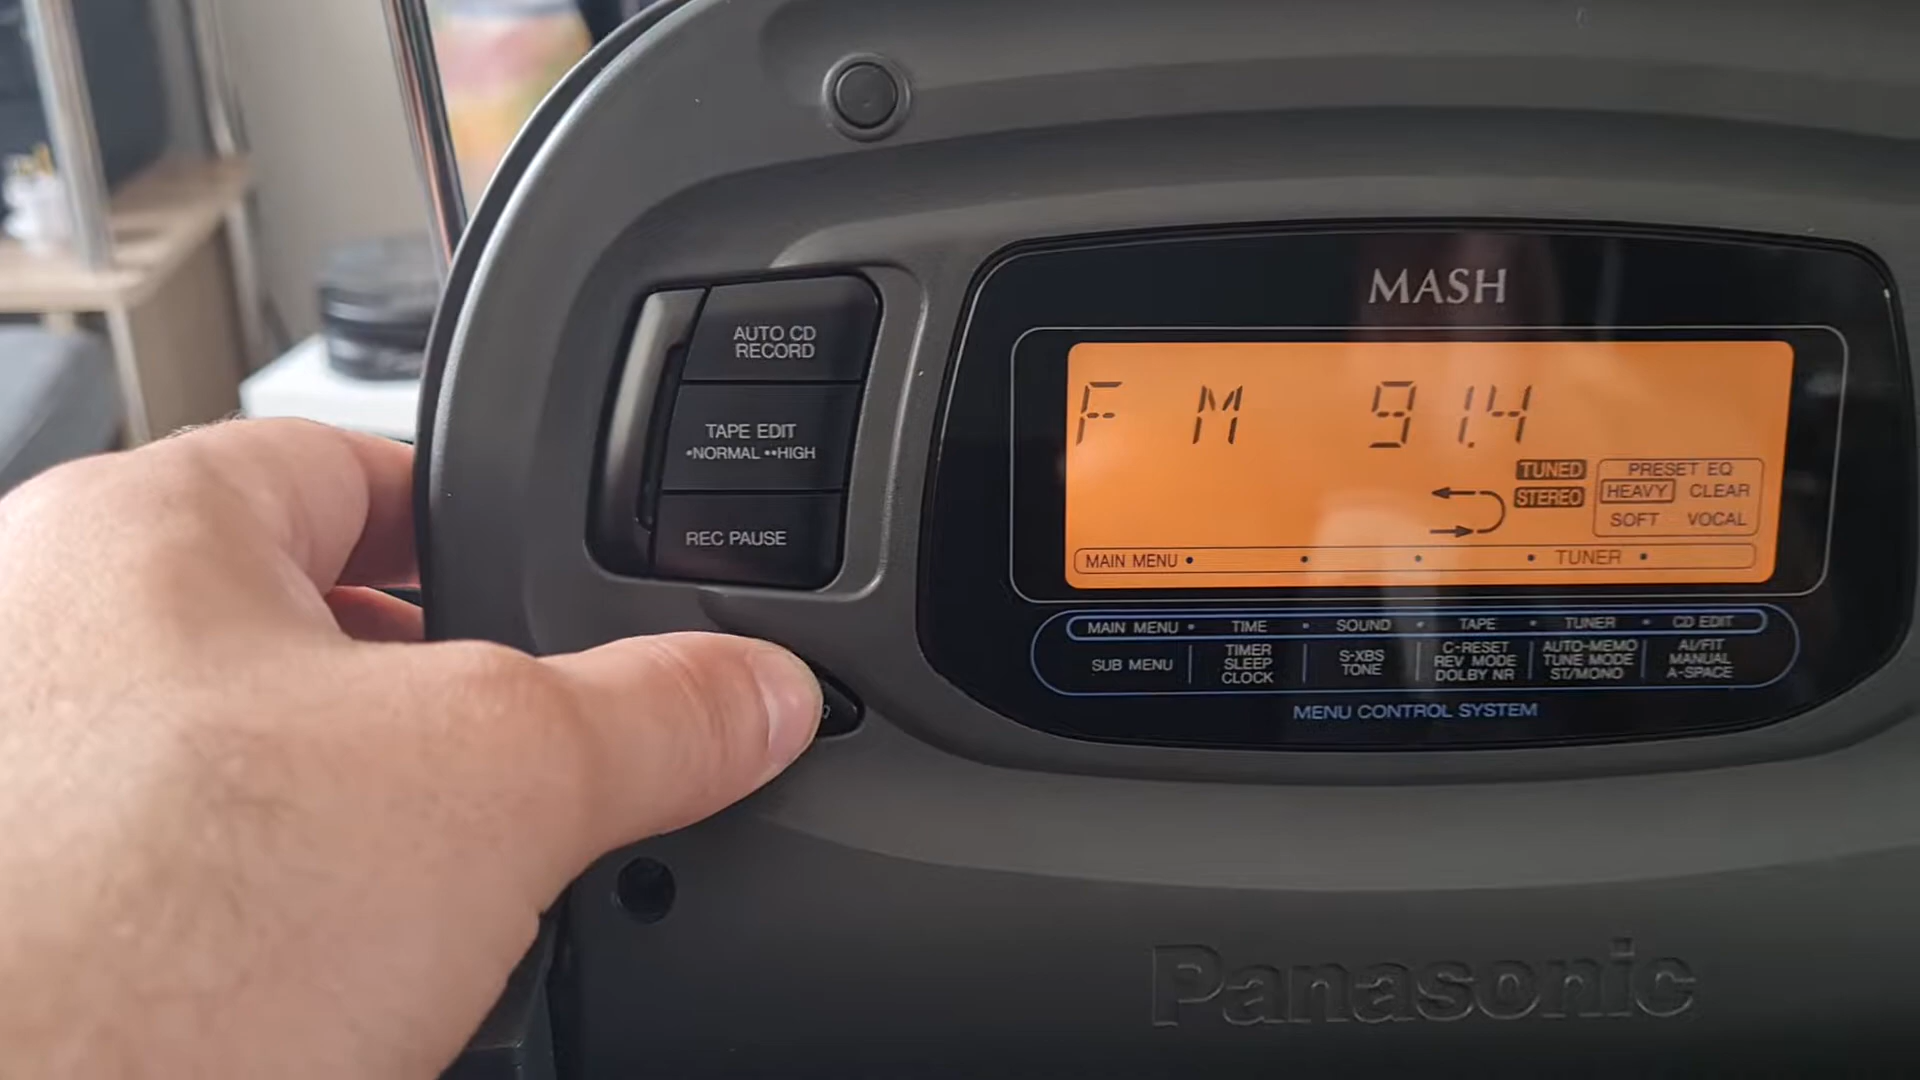 MASH
AUTO CD
RECORD
TAPE EDIT
•NORMAL ••HIGH
REC PAUSE
FM 91.4
TUNED
STEREO
PRESET EQ
HEAVY CLEAR
SOFT VOCAL
MAIN MENU • • • • TUNER •
MAIN MENU • TIME • SOUND • TAPE • TUNER • CD EDIT
SUB MENU
TIMER
SLEEP
CLOCK
S-XBS
TONE
C-RESET
REV MODE
DOLBY NR
AUTO-MEMO
TUNE MODE
ST/MONO
AI/FIT
MANUAL
A-SPACE
MENU CONTROL SYSTEM
Panasonic